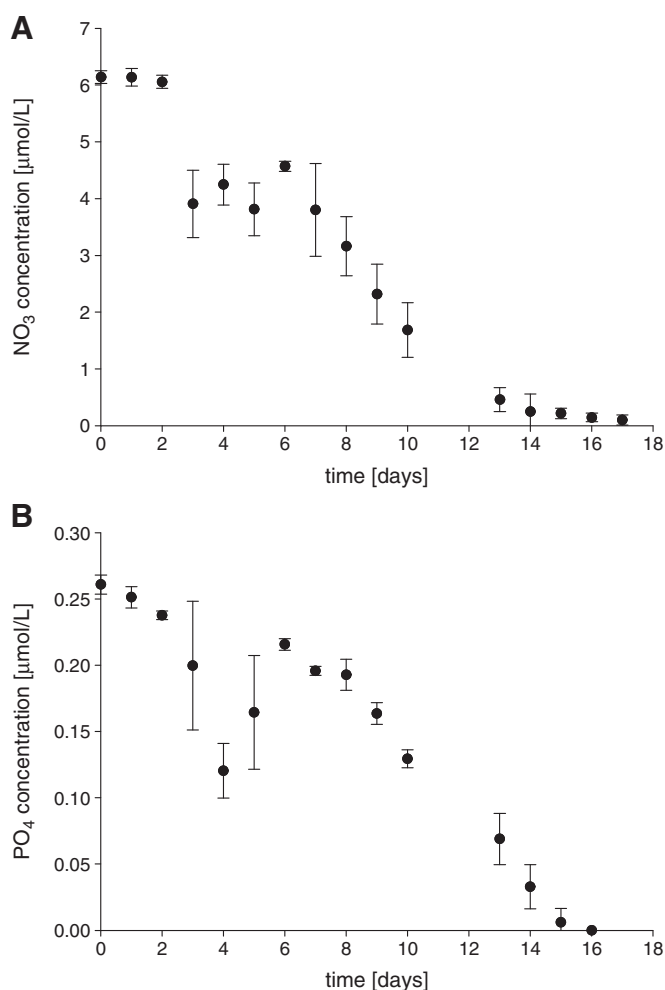 A
7
6
5
4
3
2
1
0
NO3 concentration [μmol/L]
0 2 4 6 8 10 12 14 16 18
time [days]
B
0.30
0.25
0.20
0.15
0.10
0.05
0.00
PO4 concentration [μmol/L]
0 2 4 6 8 10 12 14 16 18
time [days]